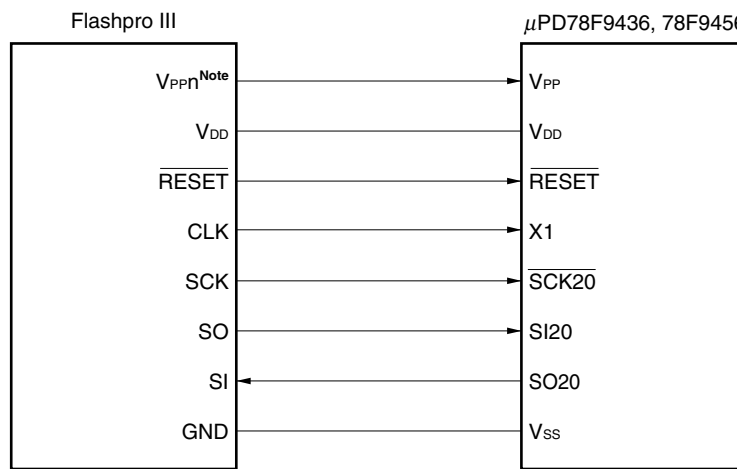 Flashpro III μPD78F9436, 78F9456
VPPnNote VPP
VDD VDD
RESET RESET
CLK X1
SCK SCK20
SO SI20
SI SO20
GND VSS